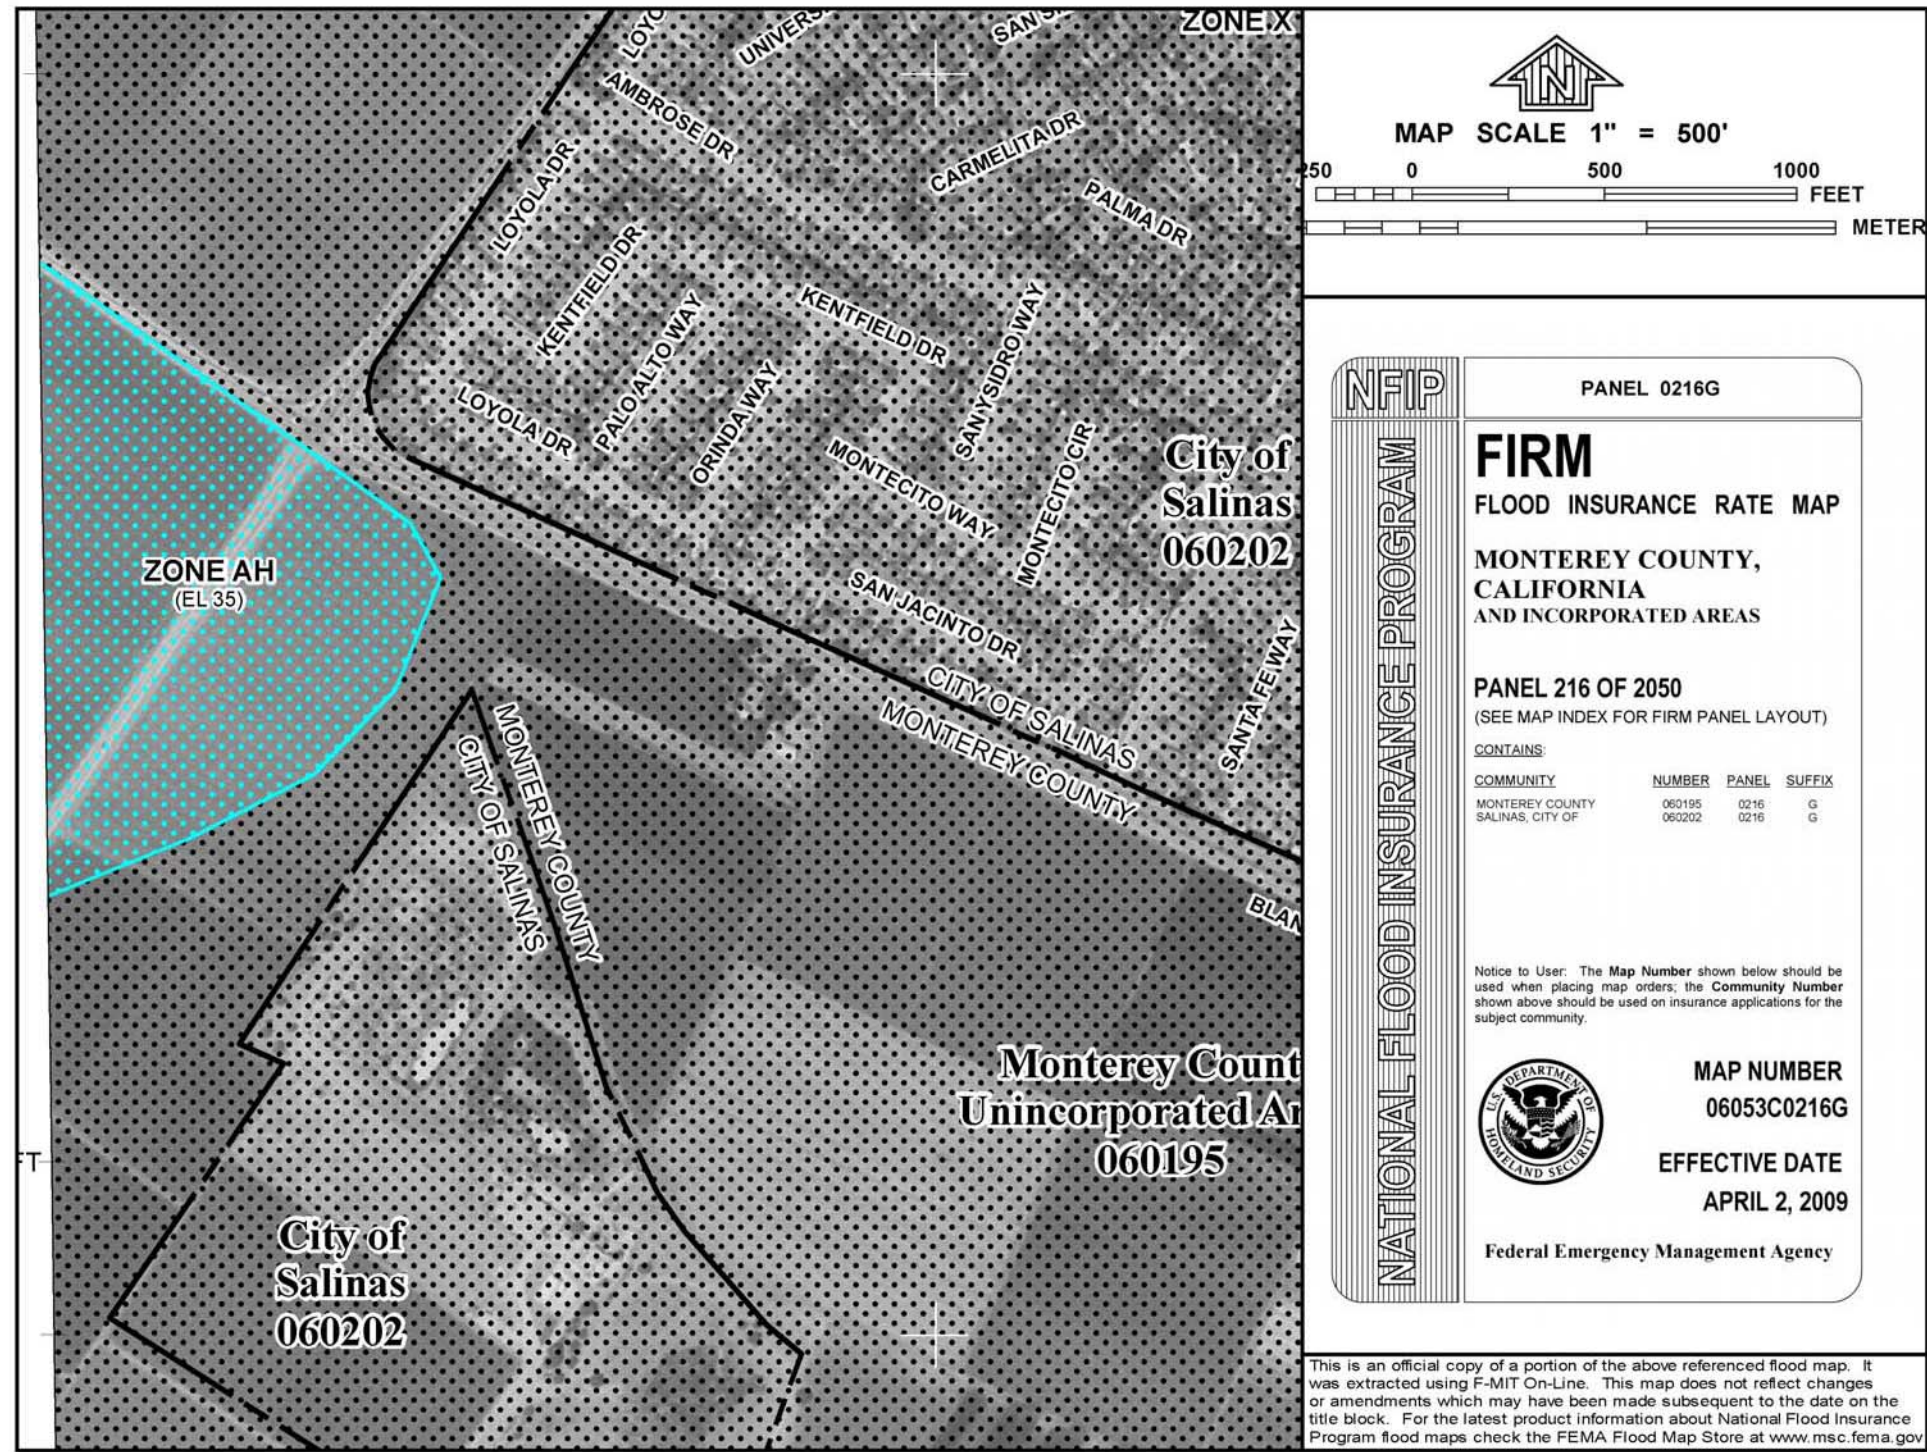 LOYO
UNIVERS
SAN SI
ZONE X
AMBROSE DR
LOYOLA DR
CARMELITA DR
PALMA DR
KENTFIELD DR
PALO ALTO WAY
KENTFIELD DR
SAN YSIDRO WAY
LOYOLA DR
ORINDA WAY
MONTECITO WAY
MONTECITO CIR
City of
Salinas
060202
ZONE AH
(EL 35)
SAN JACINTO DR
SANTA FE WAY
CITY OF SALINAS
MONTEREY COUNTY
MONTEREY COUNTY
CITY OF SALINAS
BLAN
Monterey Count
Unincorporated Ar
060195
FT
City of
Salinas
060202
N
MAP SCALE 1" = 500'
250 0 500 1000
FEET
METER
NFIP
NATIONAL FLOOD INSURANCE PROGRAM
PANEL 0216G
FIRM
FLOOD INSURANCE RATE MAP
MONTEREY COUNTY,
CALIFORNIA
AND INCORPORATED AREAS
PANEL 216 OF 2050
(SEE MAP INDEX FOR FIRM PANEL LAYOUT)
CONTAINS:
COMMUNITY NUMBER PANEL SUFFIX
MONTEREY COUNTY 060195 0216 G
SALINAS, CITY OF 060202 0216 G
Notice to User: The Map Number shown below should be
used when placing map orders; the Community Number
shown above should be used on insurance applications for the
subject community.
U.S. DEPARTMENT OF HOMELAND SECURITY
MAP NUMBER
06053C0216G
EFFECTIVE DATE
APRIL 2, 2009
Federal Emergency Management Agency
This is an official copy of a portion of the above referenced flood map. It
was extracted using F-MIT On-Line. This map does not reflect changes
or amendments which may have been made subsequent to the date on the
title block. For the latest product information about National Flood Insurance
Program flood maps check the FEMA Flood Map Store at www.msc.fema.gov